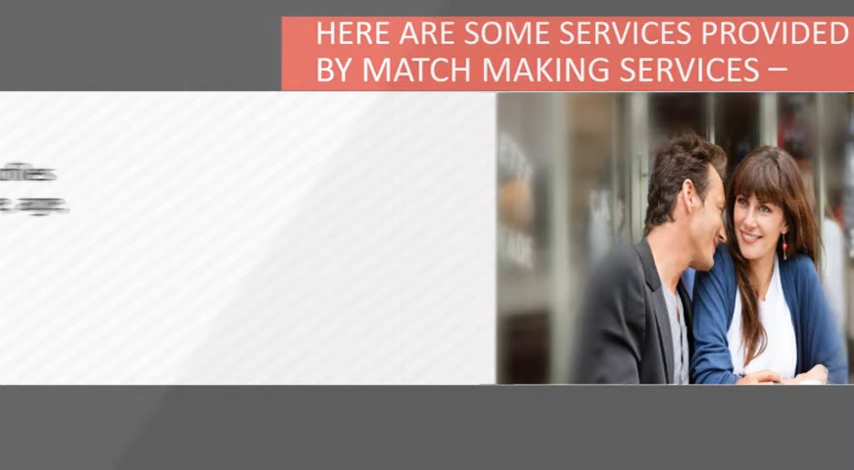 HERE ARE SOME SERVICES PROVIDED
BY MATCH MAKING SERVICES –